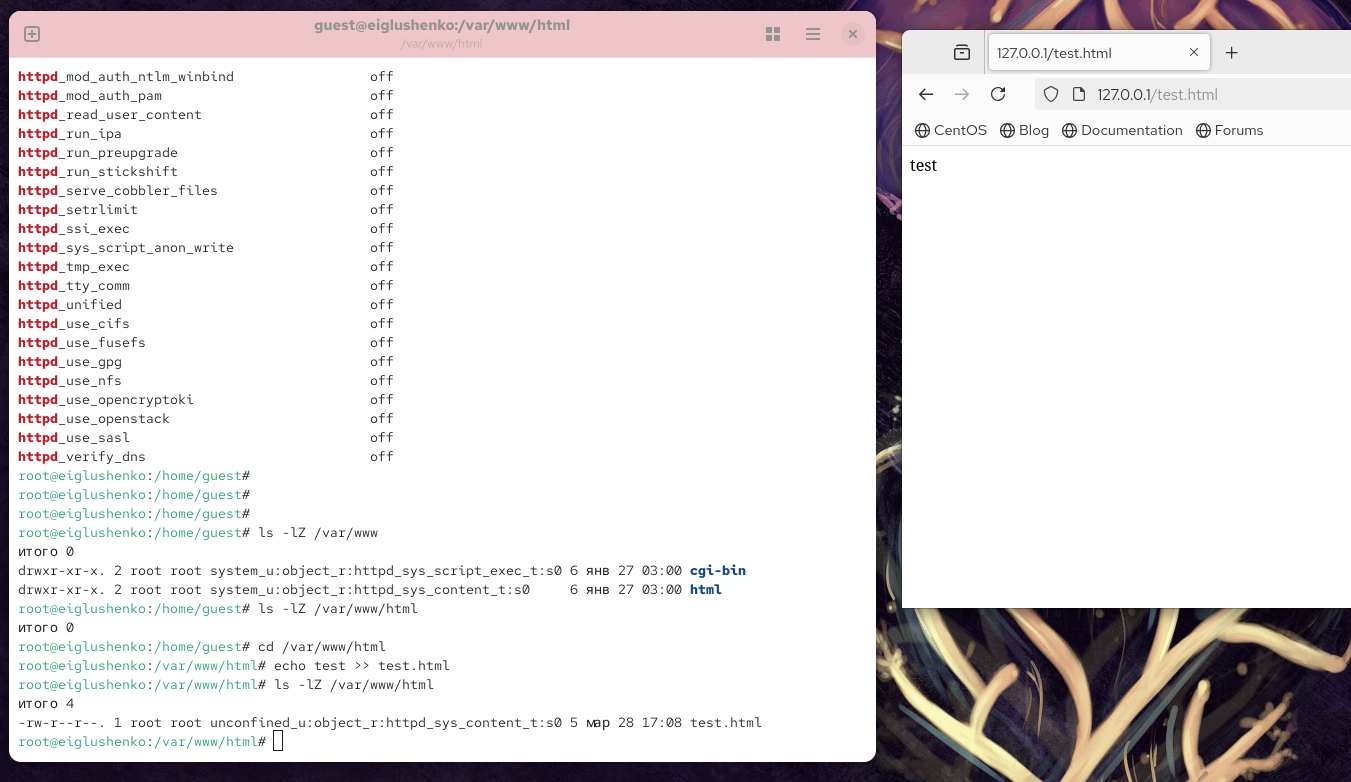 guest@eiglushenko:/var/www/html
/var/www/html
httpd_mod_auth_ntlm_winbind off
httpd_mod_auth_pam off
httpd_read_user_content off
httpd_run_ipa off
httpd_run_preupgrade off
httpd_run_stickshift off
httpd_serve_cobbler_files off
httpd_setrlimit off
httpd_ssi_exec off
httpd_sys_script_anon_write off
httpd_tmp_exec off
httpd_tty_comm off
httpd_unified off
httpd_use_cifs off
httpd_use_fusefs off
httpd_use_gpg off
httpd_use_nfs off
httpd_use_opencryptoki off
httpd_use_openstack off
httpd_use_sasl off
httpd_verify_dns off
root@eiglushenko:/home/guest#
root@eiglushenko:/home/guest#
root@eiglushenko:/home/guest#
root@eiglushenko:/home/guest# ls -lZ /var/www
итого 0
drwxr-xr-x. 2 root root system_u:object_r:httpd_sys_script_exec_t:s0 6 янв 27 03:00 cgi-bin
drwxr-xr-x. 2 root root system_u:object_r:httpd_sys_content_t:s0 6 янв 27 03:00 html
root@eiglushenko:/home/guest# ls -lZ /var/www/html
итого 0
root@eiglushenko:/home/guest# cd /var/www/html
root@eiglushenko:/var/www/html# echo test >> test.html
root@eiglushenko:/var/www/html# ls -lZ /var/www/html
итого 4
-rw-r--r--. 1 root root unconfined_u:object_r:httpd_sys_content_t:s0 5 мар 28 17:08 test.html
root@eiglushenko:/var/www/html#
127.0.0.1/test.html
127.0.0.1/test.html
CentOS Blog Documentation Forums
test